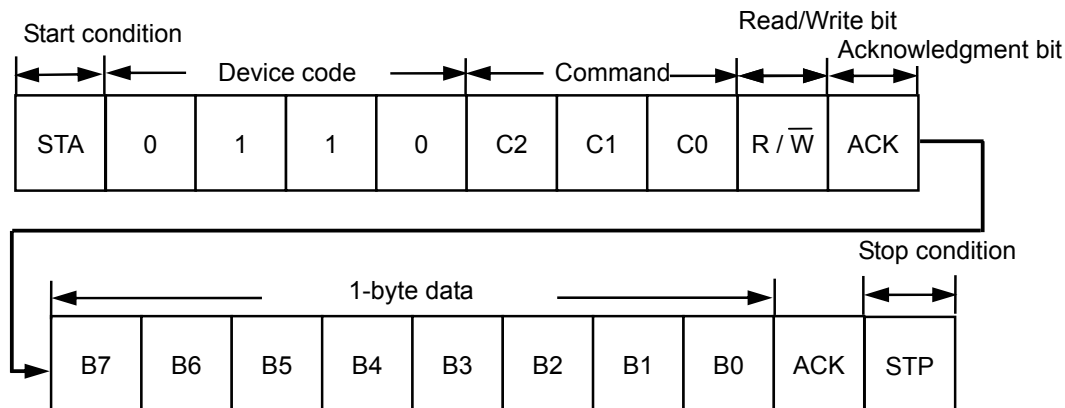 Read/Write bit
Start condition
Acknowledgment bit
Device code
Command
STA 0 1 1 0 C2 C1 C0 R / W̅ ACK
Stop condition
1-byte data
B7 B6 B5 B4 B3 B2 B1 B0 ACK STP